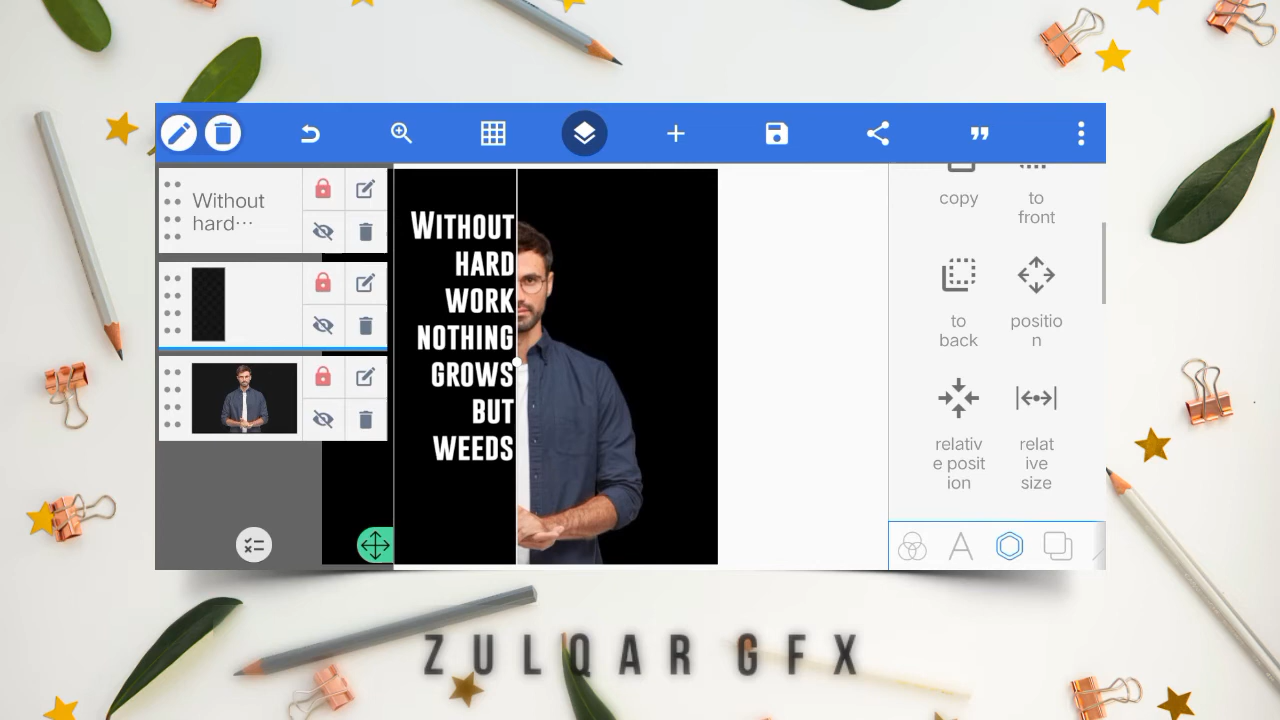 Without
hard…
WITHOUT
HARD
WORK
NOTHING
GROWS
BUT
WEEDS
copy
to
front
to
back
positio
n
relativ
e posit
ion
relat
ive
size
ZULQAR GFX